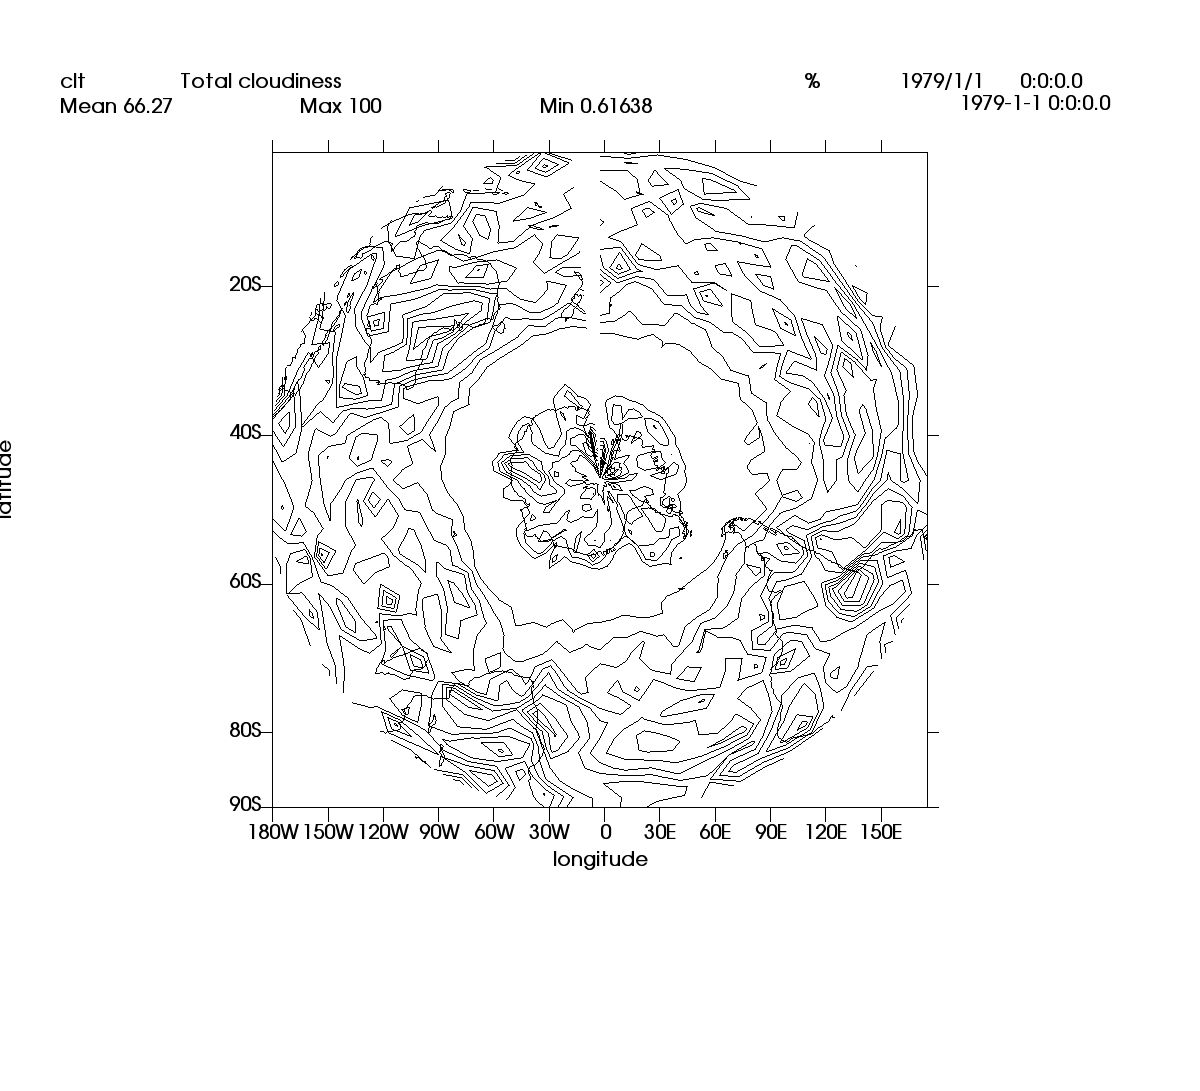 clt Total cloudiness % 1979/1/1 0:0:0.0
Mean 66.27 Max 100 Min 0.61638 1979-1-1 0:0:0.0
20S
40S
latitude
60S
80S
90S
180W 150W 120W 90W 60W 30W 0 30E 60E 90E 120E 150E
longitude